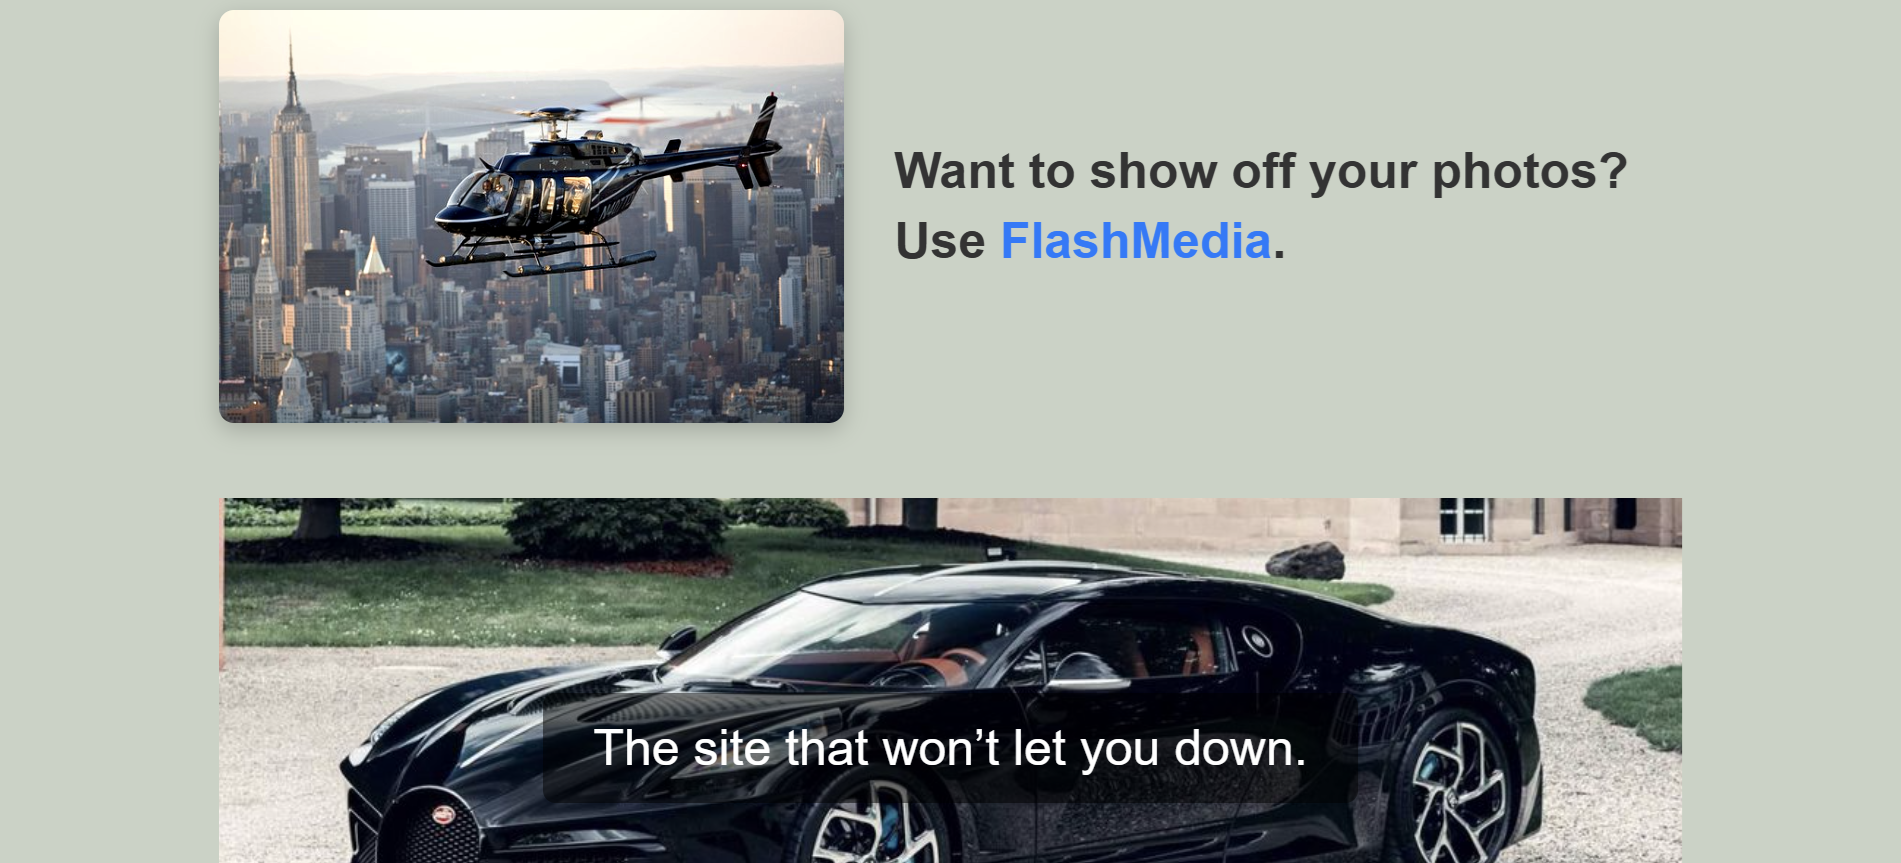 Want to show off your photos?
Use FlashMedia.
The site that won’t let you down.